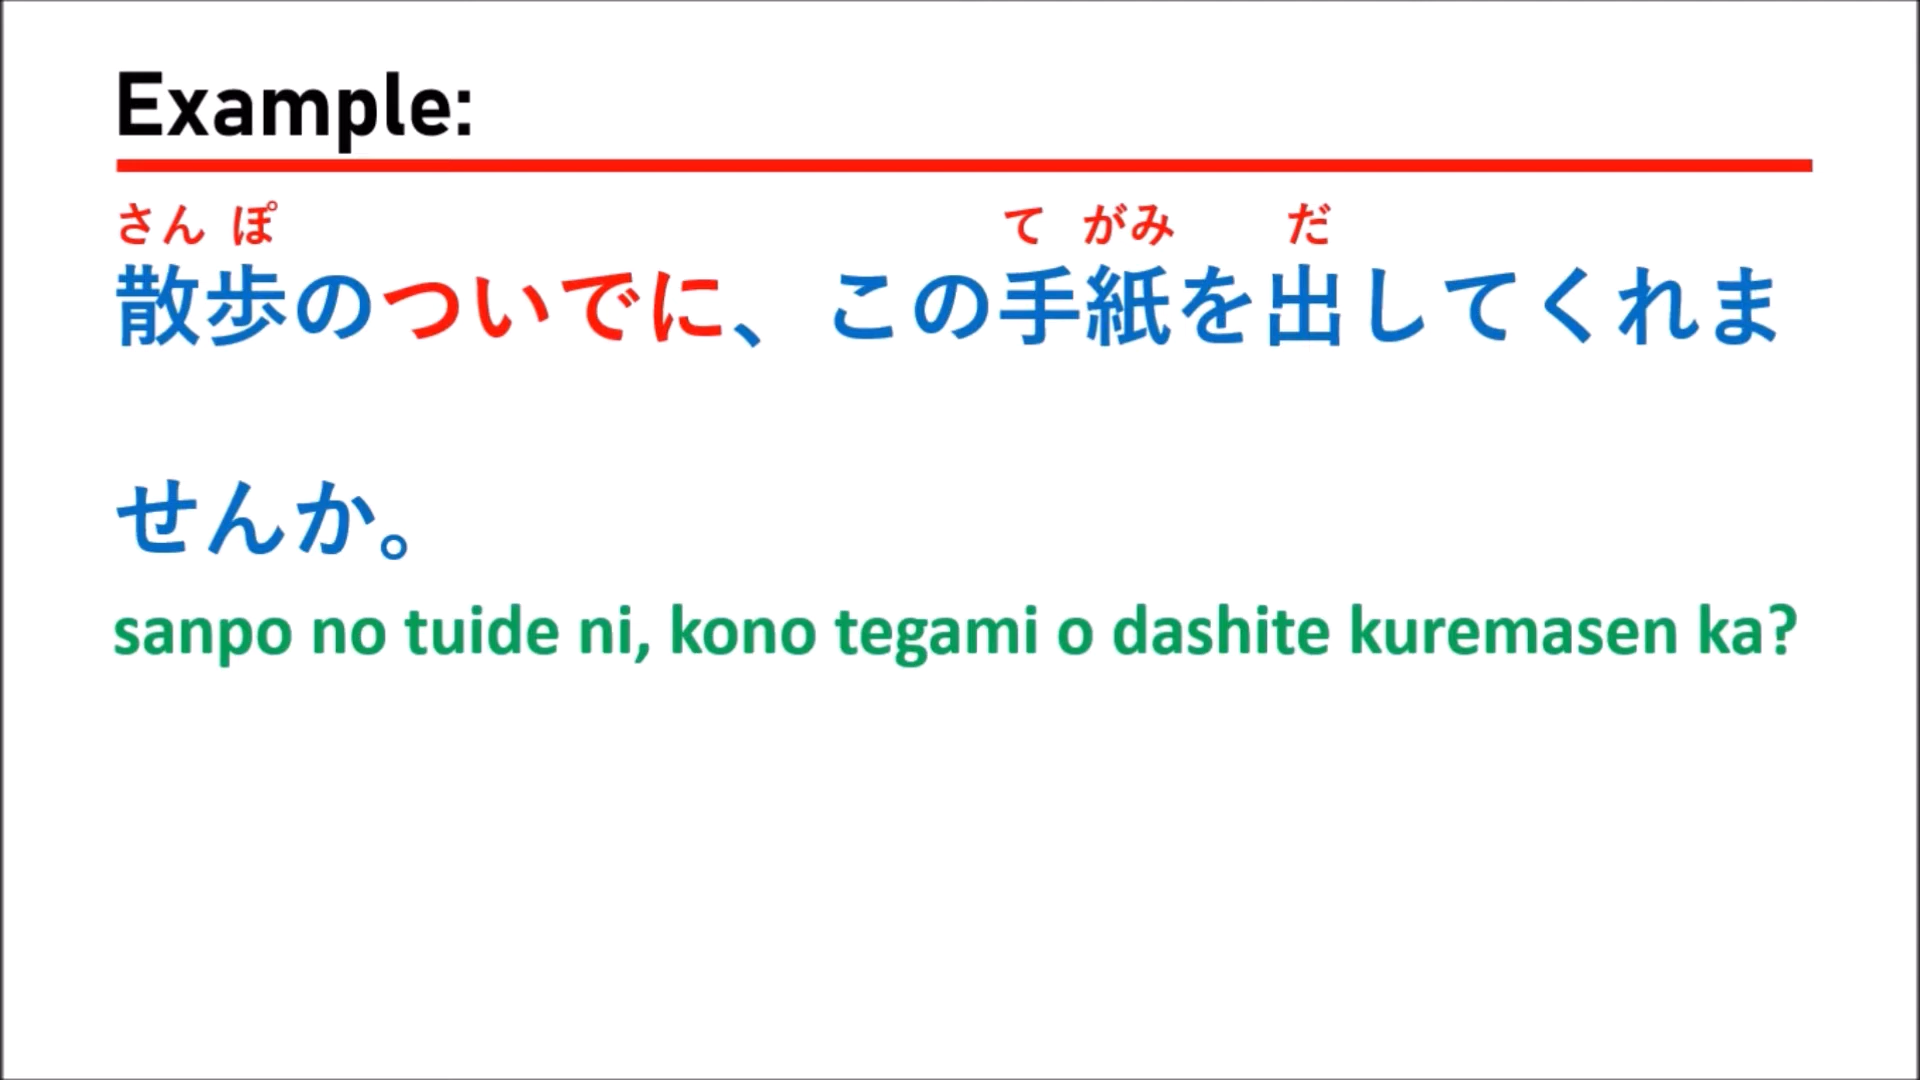 Example:
さん ぽ て がみ だ
散歩のついでに、この手紙を出してくれま
せんか。
sanpo no tuide ni, kono tegami o dashite kuremasen ka?